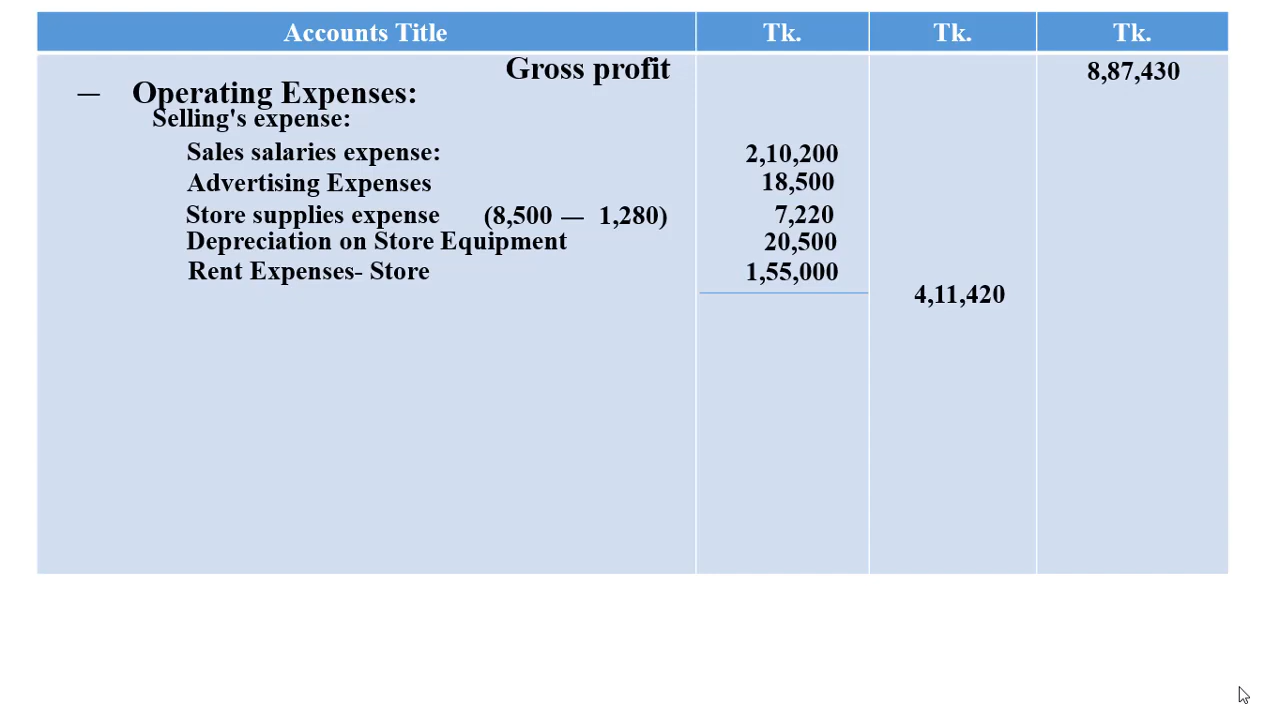 Accounts Title Tk. Tk. Tk.
Gross profit 8,87,430
— Operating Expenses:
Selling's expense:
Sales salaries expense: 2,10,200
Advertising Expenses 18,500
Store supplies expense (8,500 — 1,280) 7,220
Depreciation on Store Equipment 20,500
Rent Expenses- Store 1,55,000
4,11,420